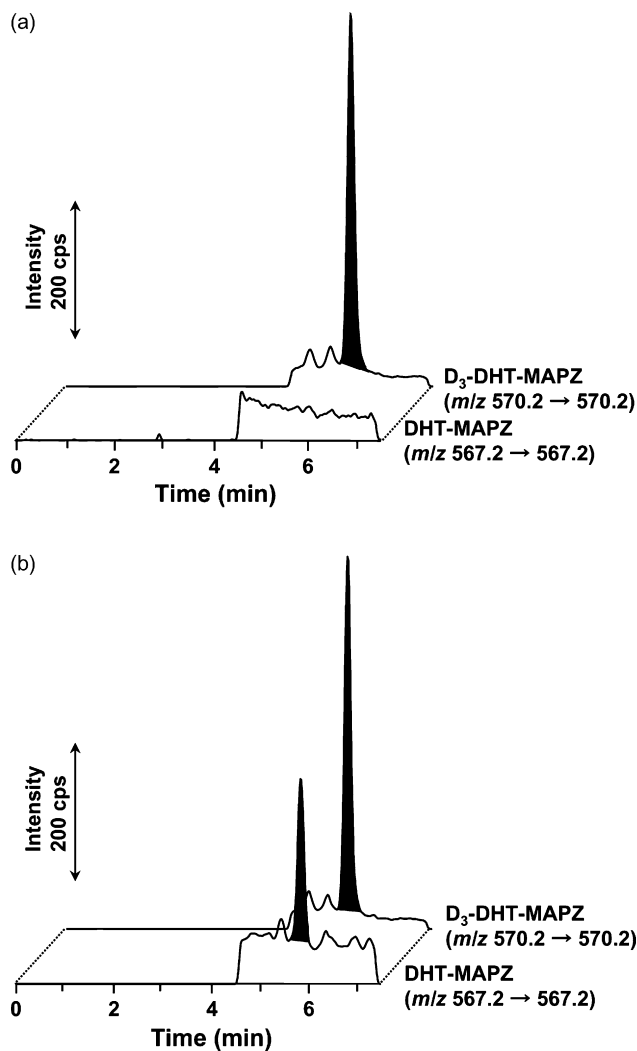 (a)
Intensity
200 cps
D₃-DHT-MAPZ
(m/z 570.2 → 570.2)
DHT-MAPZ
(m/z 567.2 → 567.2)
0 2 4 6
Time (min)
(b)
Intensity
200 cps
D₃-DHT-MAPZ
(m/z 570.2 → 570.2)
DHT-MAPZ
(m/z 567.2 → 567.2)
0 2 4 6
Time (min)